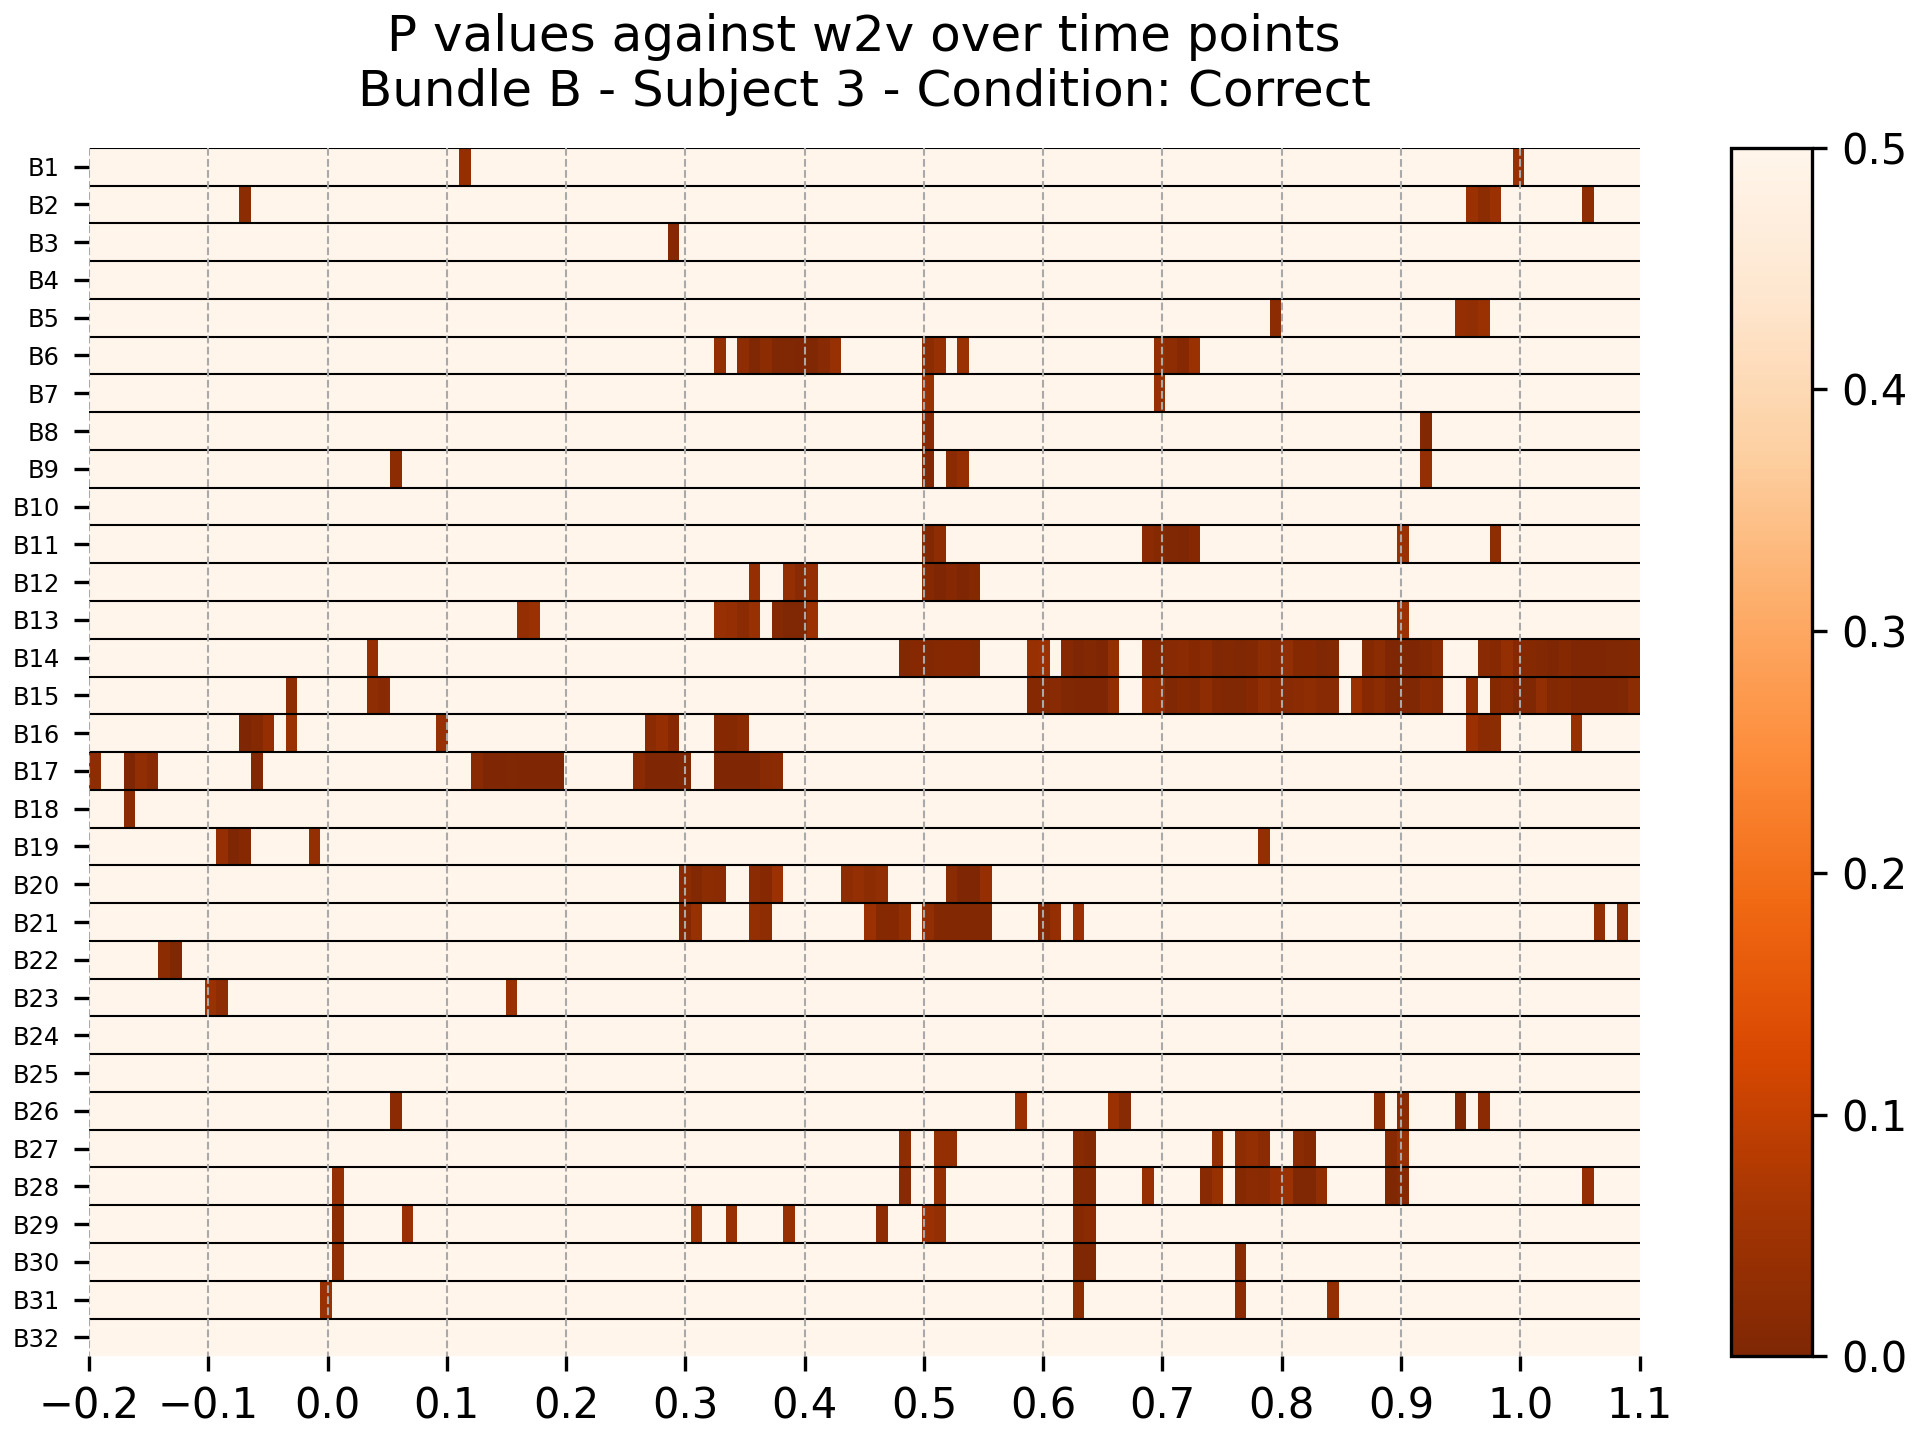 P values against w2v over time points
Bundle B - Subject 3 - Condition: Correct
B1
B2
B3
B4
B5
B6
B7
B8
B9
B10
B11
B12
B13
B14
B15
B16
B17
B18
B19
B20
B21
B22
B23
B24
B25
B26
B27
B28
B29
B30
B31
B32
−0.2 −0.1 0.0 0.1 0.2 0.3 0.4 0.5 0.6 0.7 0.8 0.9 1.0 1.1
0.5
0.4
0.3
0.2
0.1
0.0